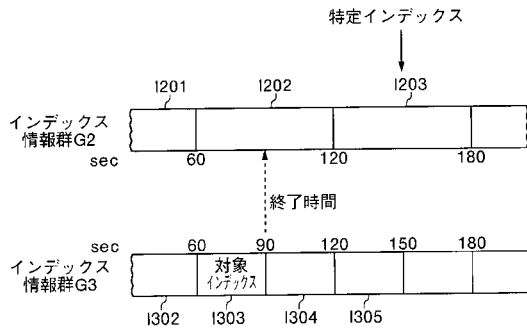 特定インデックス
I201 I202 I203
インデックス
情報群G2
sec 60 120 180
終了時間
sec 60 90 120 150 180
インデックス
情報群G3
対象
インデックス
I302 I303 I304 I305